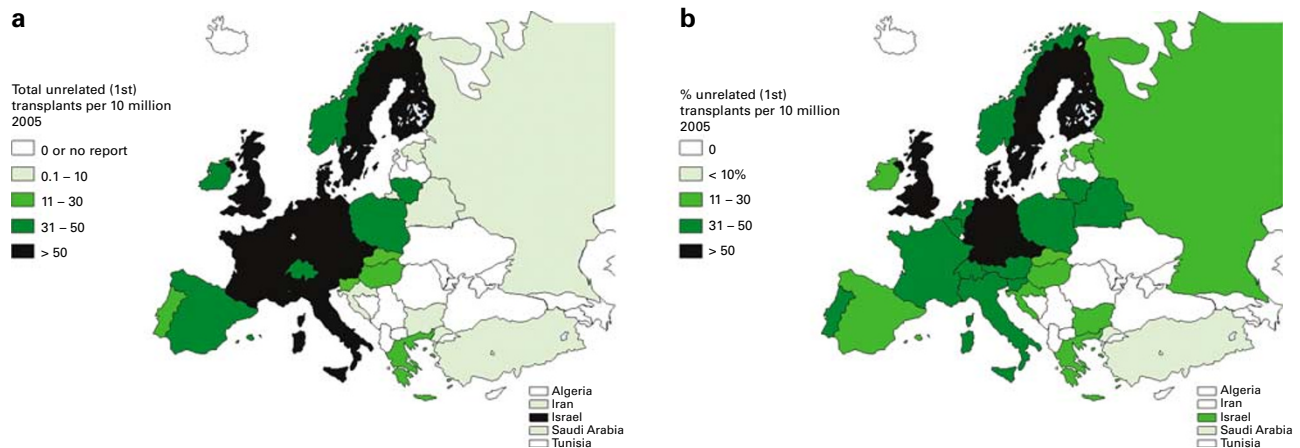 a
Total unrelated (1st)
transplants per 10 million
2005
0 or no report
0.1 – 10
11 – 30
31 – 50
> 50
Algeria
Iran
Israel
Saudi Arabia
Tunisia
b
% unrelated (1st)
transplants per 10 million
2005
0
< 10%
11 – 30
31 – 50
> 50
Algeria
Iran
Israel
Saudi Arabia
Tunisia